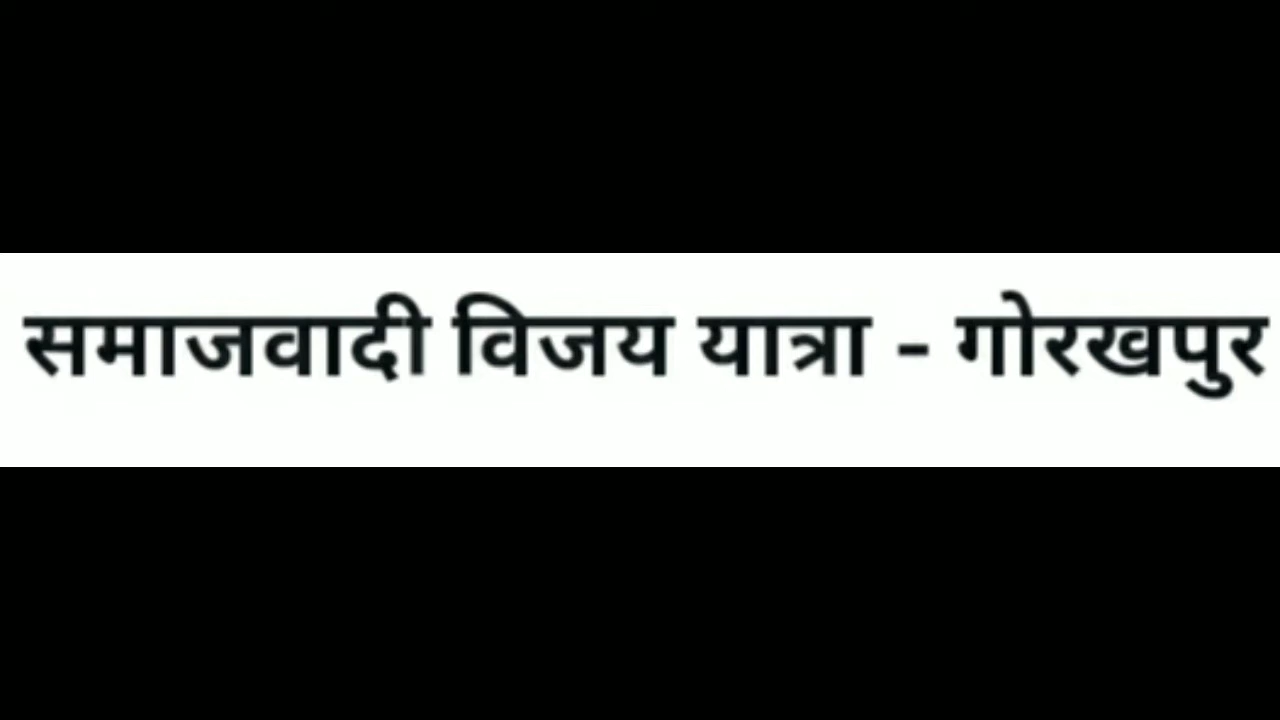 समाजवादी विजय यात्रा - गोरखपुर